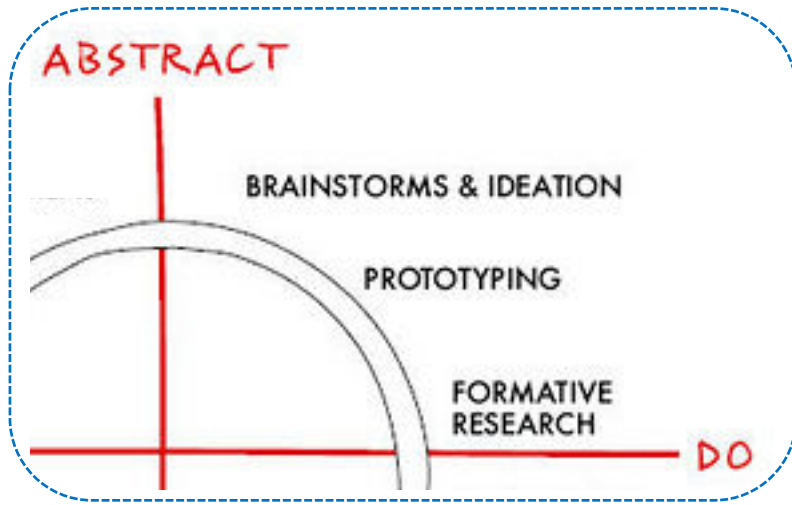 ABSTRACT
BRAINSTORMS & IDEATION
PROTOTYPING
FORMATIVE
RESEARCH
DO